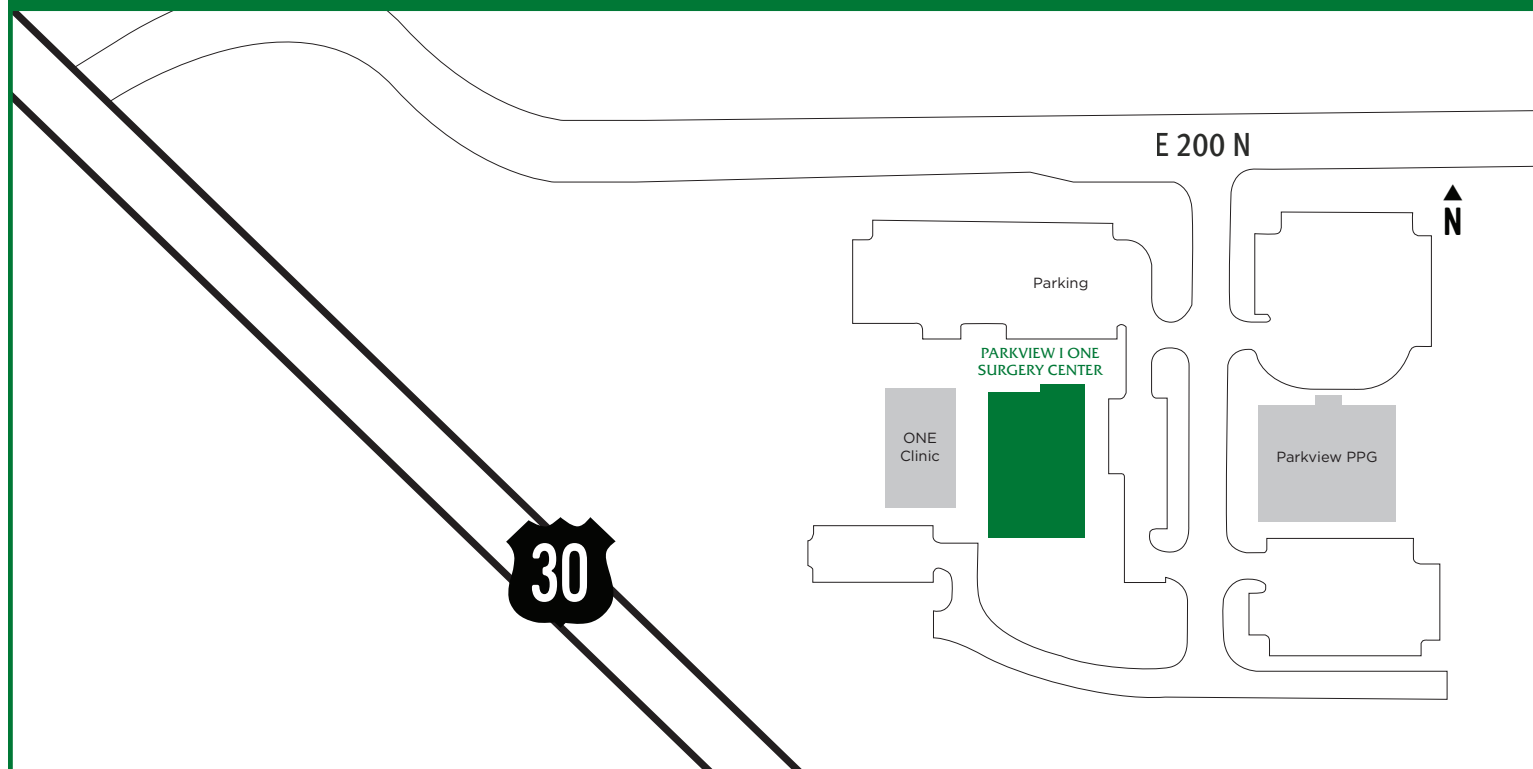 E 200 N
N
Parking
PARKVIEW I ONE
SURGERY CENTER
ONE
Clinic
Parkview PPG
30